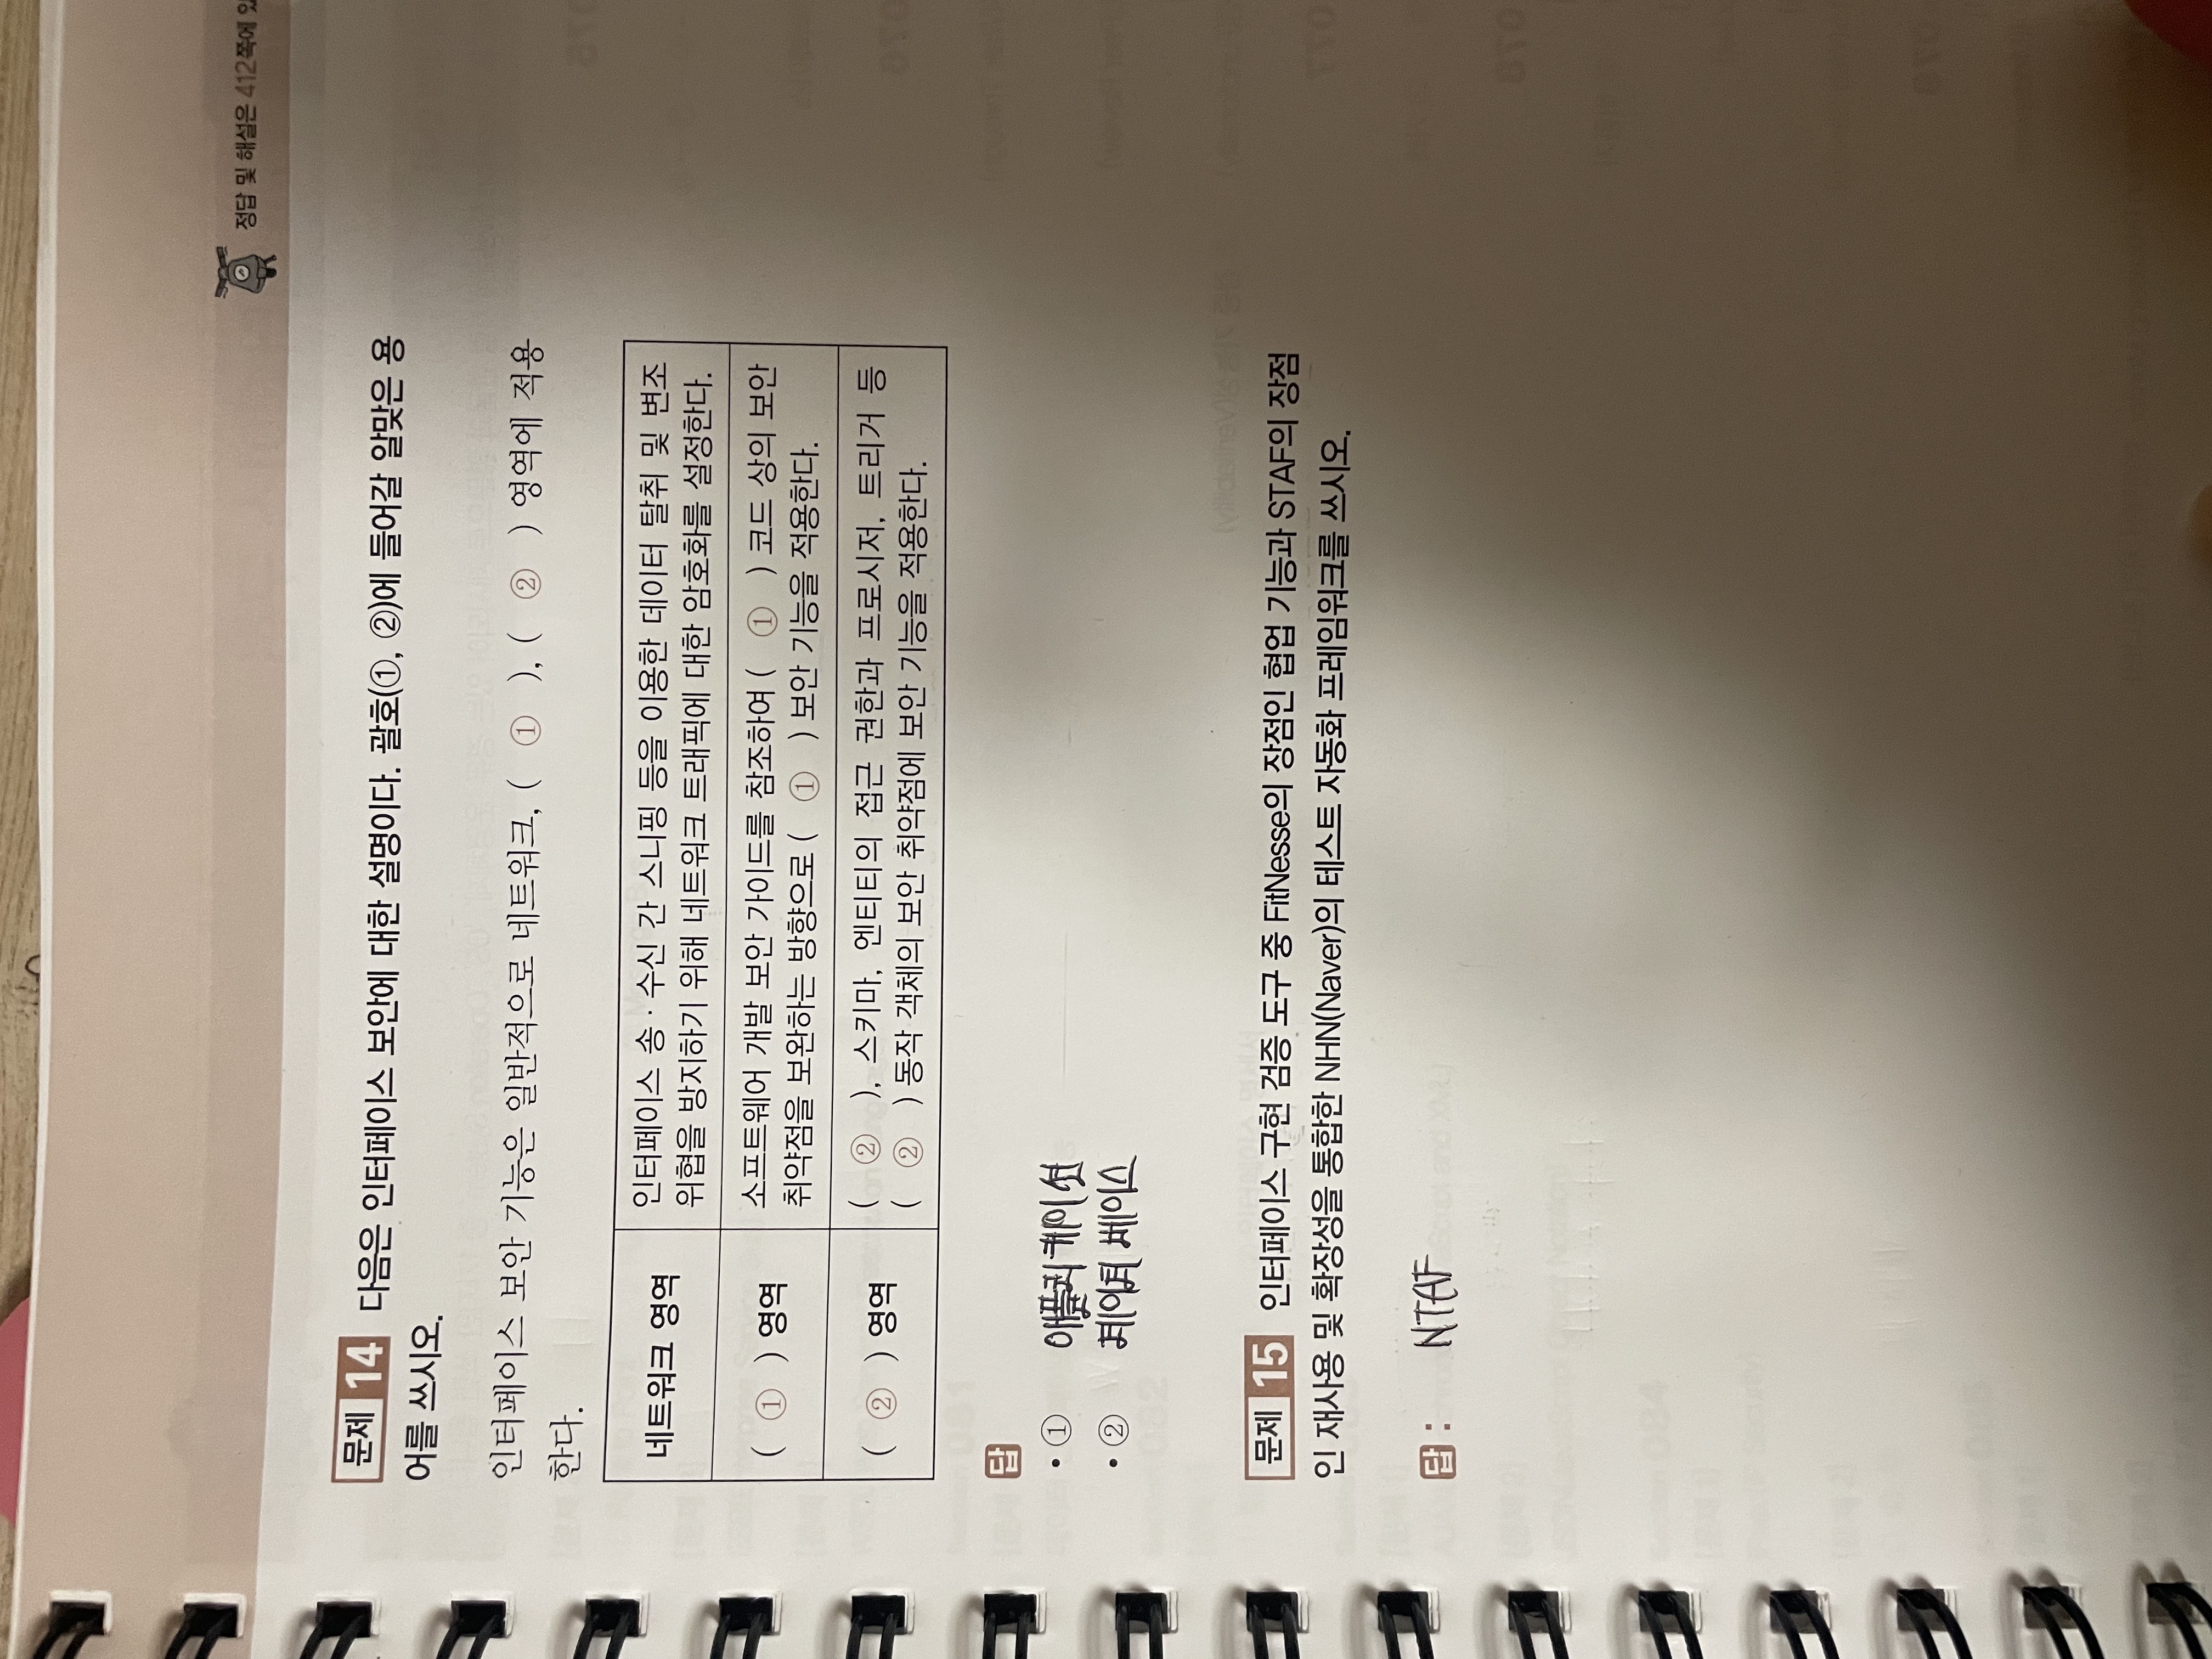 정답 및 해설은 412쪽에
문제 14 다음은 인터페이스 보안에 대한 설명이다. 괄호(①, ②)에 들어갈 알맞은 용
어를 쓰시오.
인터페이스 보안 기능은 일반적으로 네트워크, ( ① ), ( ② ) 영역에 적용
한다.
네트워크 영역
인터페이스 송·수신 간 스니핑 등을 이용한 데이터 탈취 및 변조
위협을 방지하기 위해 네트워크 트래픽에 대한 암호화를 설정한다.
( ① ) 영역
소프트웨어 개발 보안 가이드를 참조하여 ( ① ) 코드 상의 보안
취약점을 보완하는 방향으로 ( ① ) 보안 기능을 적용한다.
( ② ) 영역
( ② ), 스키마, 엔티티의 접근 권한과 프로시저, 트리거 등
( ② ) 동작 객체의 보안 취약점에 보안 기능을 적용한다.
답
• ① 애플리케이션
• ② 데이터 베이스
문제 15 인터페이스 구현 검증 도구 중 FitNesse의 장점인 협업 기능과 STAF의 장점
인 재사용 및 확장성을 통합한 NHN(Naver)의 테스트 자동화 프레임워크를 쓰시오.
답 : NTAF